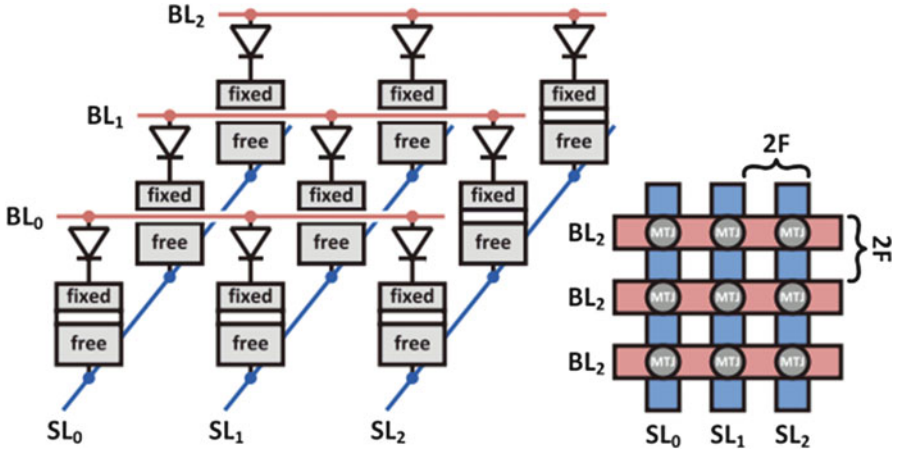 BL₂
fixed fixed fixed
BL₁
free free free
fixed fixed fixed
BL₀
free free free
fixed fixed fixed
free free free
SL₀ SL₁ SL₂
2F
BL₂ MTJ MTJ MTJ
2F
BL₂ MTJ MTJ MTJ
BL₂ MTJ MTJ MTJ
SL₀ SL₁ SL₂